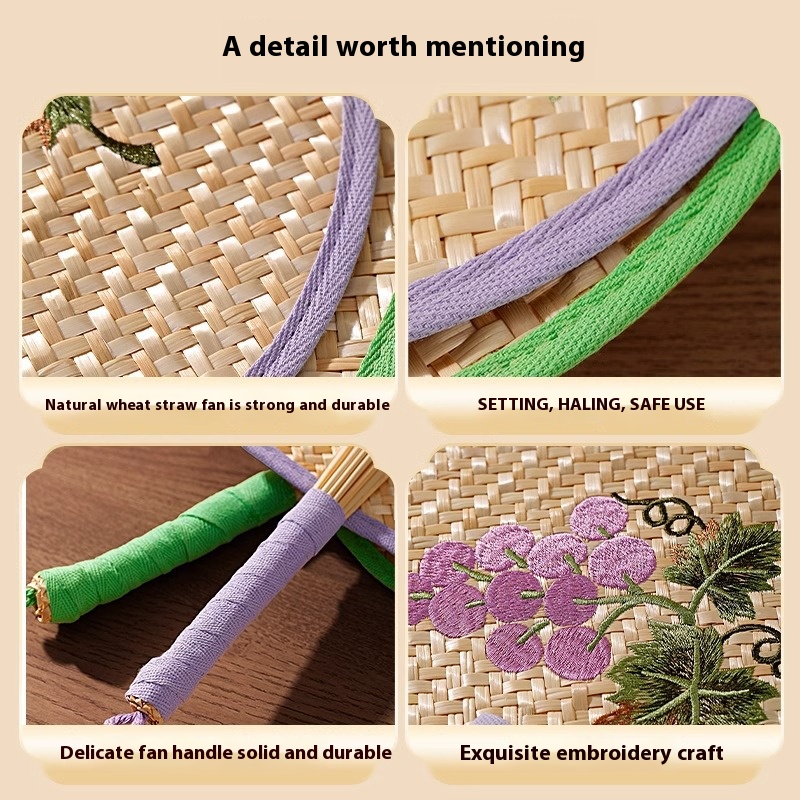 A detail worth mentioning
Natural wheat straw fan is strong and durable
SETTING, HALING, SAFE USE
Delicate fan handle solid and durable
Exquisite embroidery craft